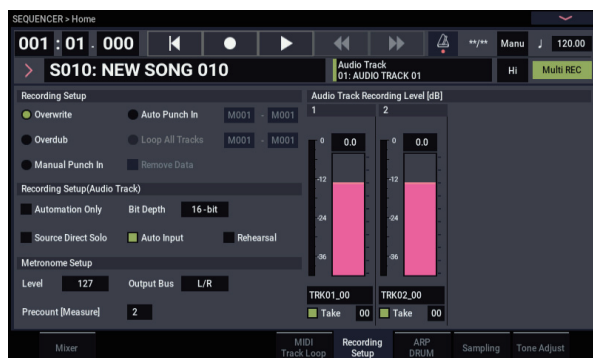 SEQUENCER > Home
001 : 01 . 000 **/** Manu ♩ 120.00
S010: NEW SONG 010 Audio Track 01: AUDIO TRACK 01 Hi Multi REC
Recording Setup
Overwrite Auto Punch In M001 - M001
Overdub Loop All Tracks M001 - M001
Manual Punch In Remove Data
Recording Setup(Audio Track)
Automation Only Bit Depth 16-bit
Source Direct Solo Auto Input Rehearsal
Metronome Setup
Level 127 Output Bus L/R
Precount [Measure] 2
Audio Track Recording Level [dB]
1 2
0 0.0 0 0.0
-12 -12
-24 -24
-36 -36
TRK01_00 TRK02_00
Take 00 Take 00
Mixer MIDI Track Loop Recording Setup ARP DRUM Sampling Tone Adjust